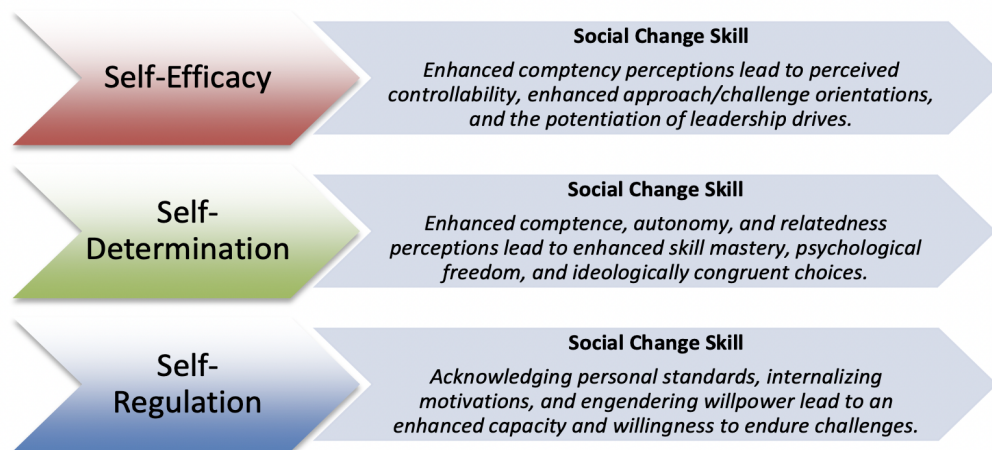 Self-Efficacy
Social Change Skill
Enhanced comptency perceptions lead to perceived
controllability, enhanced approach/challenge orientations,
and the potentiation of leadership drives.
Self-
Determination
Social Change Skill
Enhanced comptence, autonomy, and relatedness
perceptions lead to enhanced skill mastery, psychological
freedom, and ideologically congruent choices.
Self-
Regulation
Social Change Skill
Acknowledging personal standards, internalizing
motivations, and engendering willpower lead to an
enhanced capacity and willingness to endure challenges.